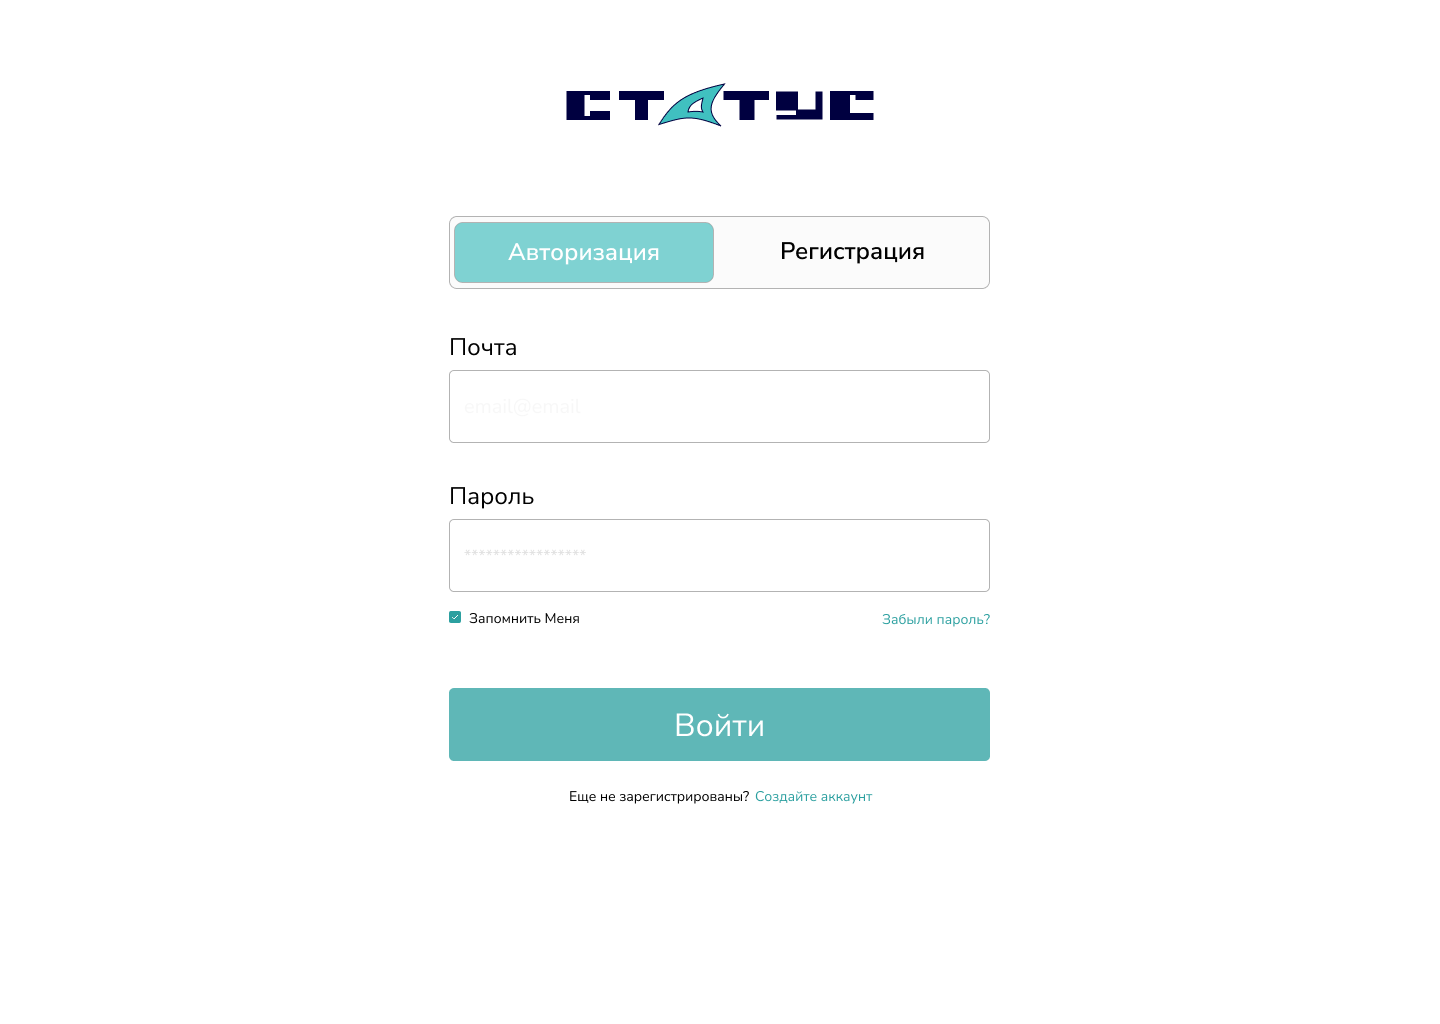 СТАТУС
Авторизация
Регистрация
Почта
email@email
Пароль
*****************
Запомнить Меня
Забыли пароль?
Войти
Еще не зарегистрированы? Создайте аккаунт